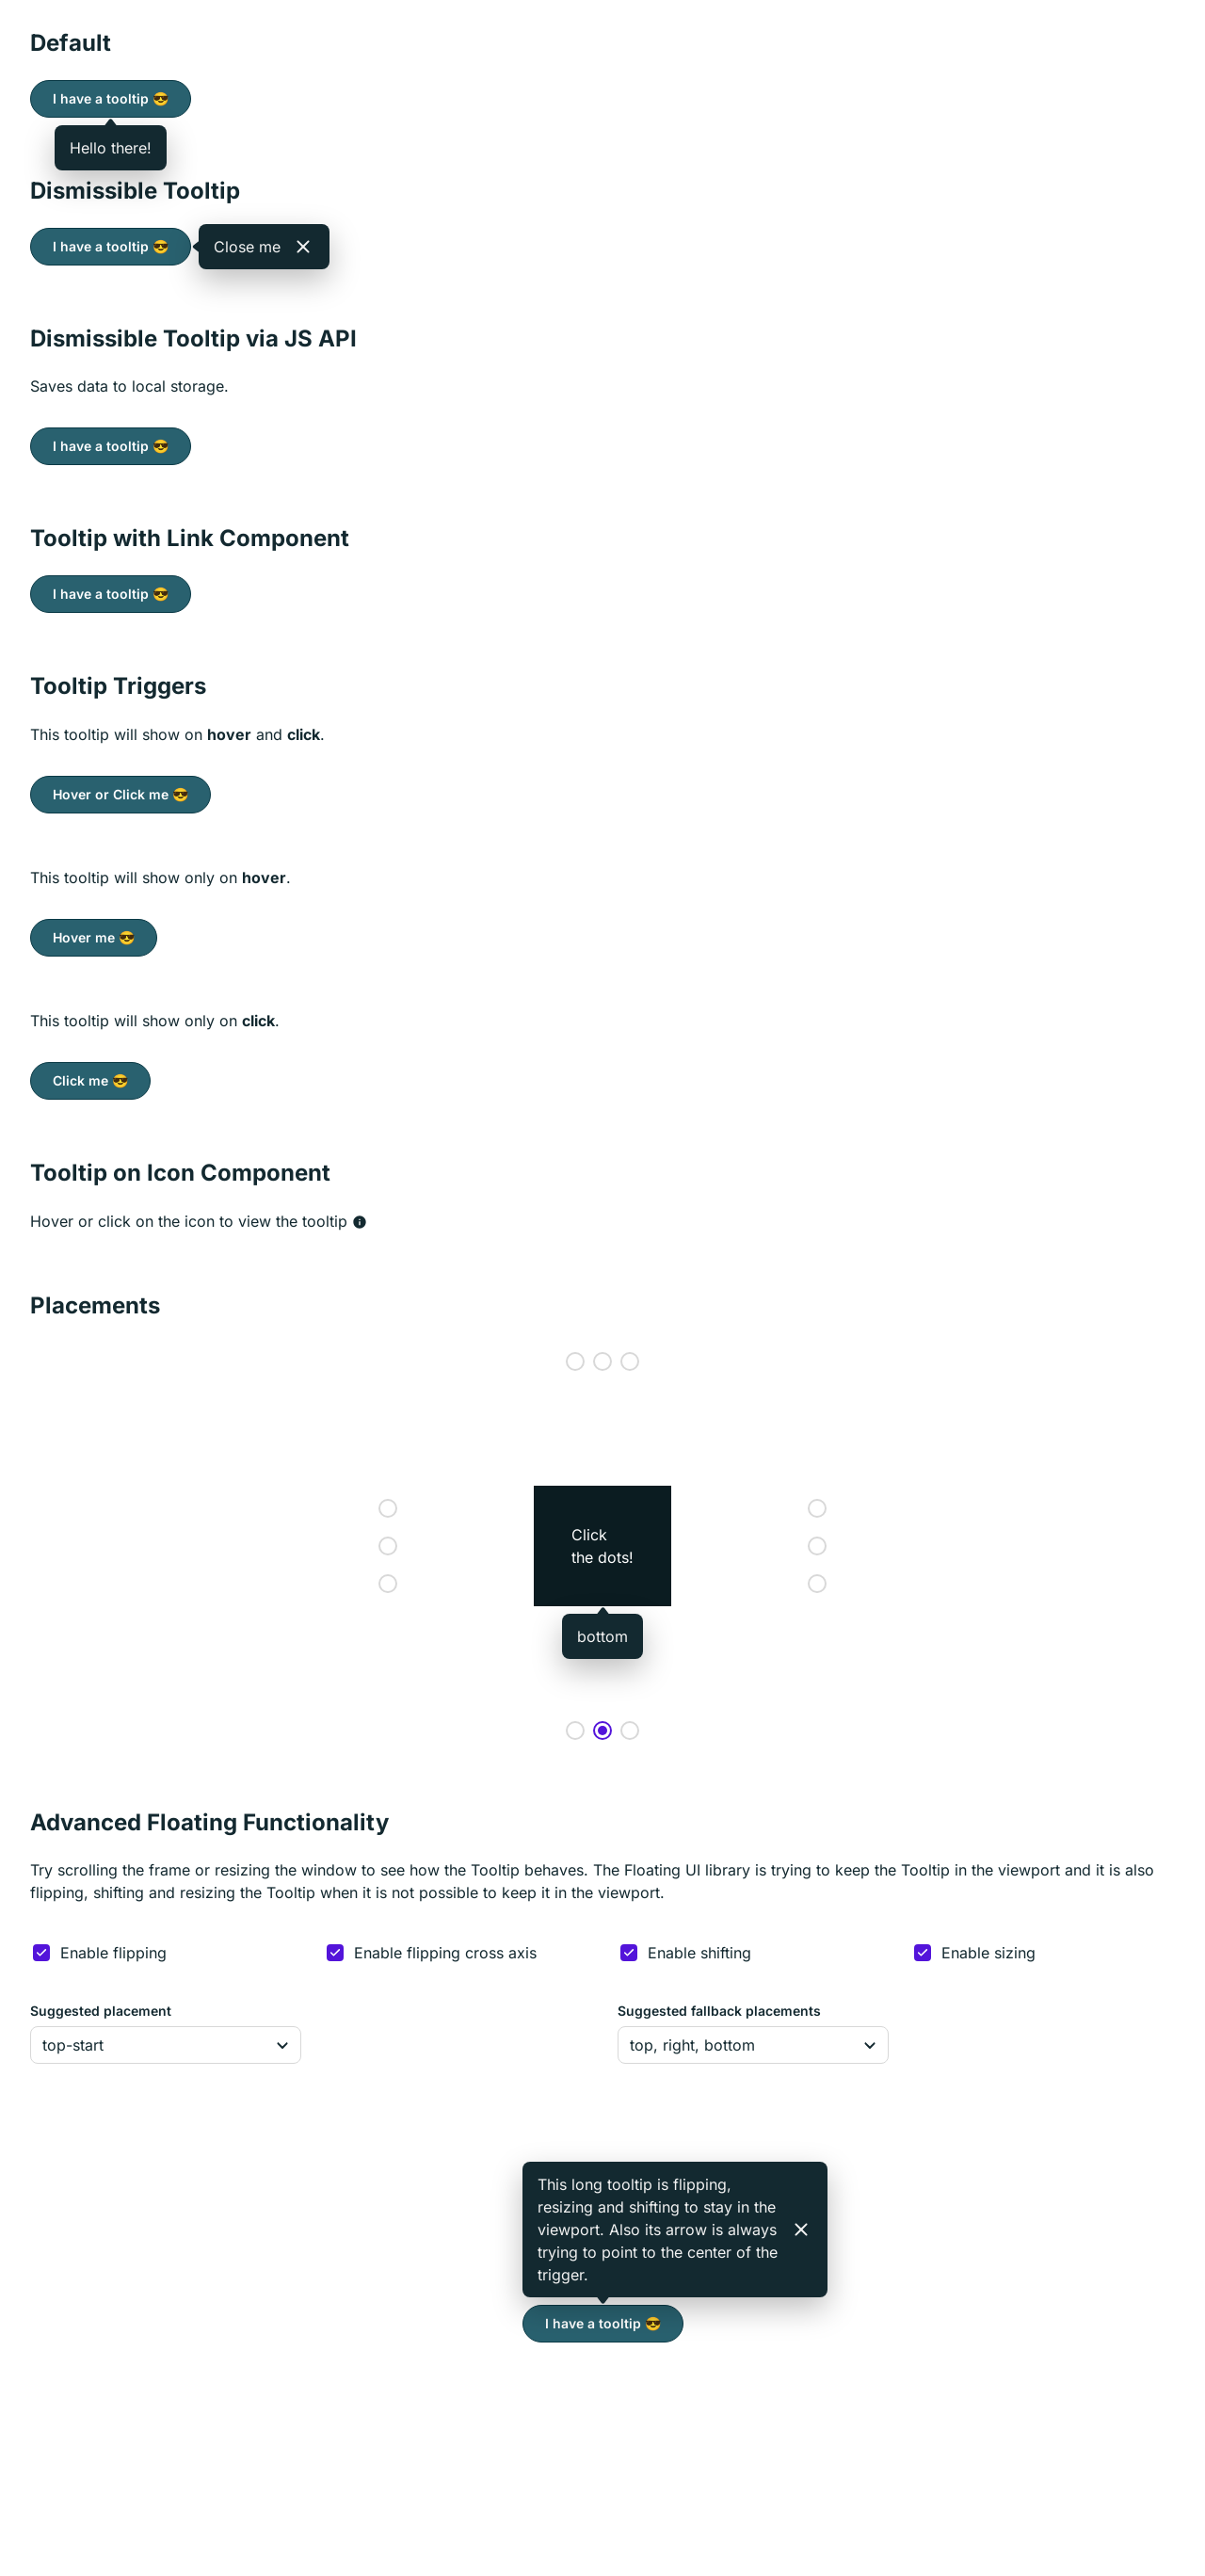 Default
I have a tooltip 😎
Hello there!
Dismissible Tooltip
I have a tooltip 😎
Close me
Dismissible Tooltip via JS API
Saves data to local storage.
I have a tooltip 😎
Tooltip with Link Component
I have a tooltip 😎
Tooltip Triggers
This tooltip will show on hover and click.
Hover or Click me 😎
This tooltip will show only on hover.
Hover me 😎
This tooltip will show only on click.
Click me 😎
Tooltip on Icon Component
Hover or click on the icon to view the tooltip
Placements
Click
the dots!
bottom
Advanced Floating Functionality
Try scrolling the frame or resizing the window to see how the Tooltip behaves. The Floating UI library is trying to keep the Tooltip in the viewport and it is also
flipping, shifting and resizing the Tooltip when it is not possible to keep it in the viewport.
Enable flipping
Enable flipping cross axis
Enable shifting
Enable sizing
Suggested placement
top-start
Suggested fallback placements
top, right, bottom
This long tooltip is flipping,
resizing and shifting to stay in the
viewport. Also its arrow is always
trying to point to the center of the
trigger.
I have a tooltip 😎